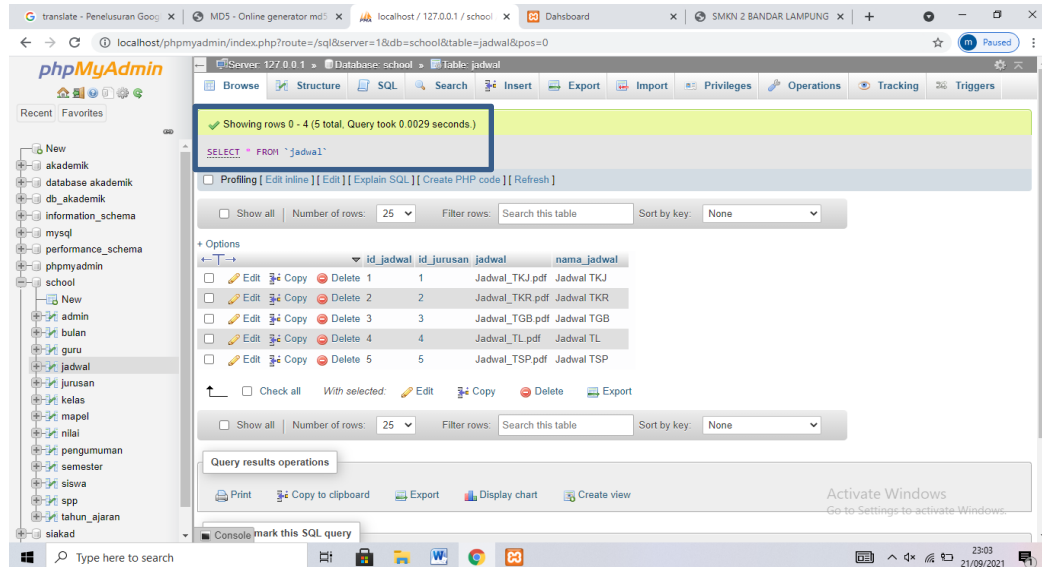 translate - Penelusuran Goog
MD5 - Online generator md5
localhost / 127.0.0.1 / school
Dahsboard
SMKN 2 BANDAR LAMPUNG
localhost/phpmyadmin/index.php?route=/sql&server=1&db=school&table=jadwal&pos=0
m Paused
phpMyAdmin
Recent Favorites
New
akademik
database akademik
db_akademik
information_schema
mysql
performance_schema
phpmyadmin
school
New
admin
bulan
guru
jadwal
jurusan
kelas
mapel
nilai
pengumuman
semester
siswa
spp
tahun_ajaran
siakad
Server: 127.0.0.1 » Database: school » Table: jadwal
Browse Structure SQL Search Insert Export Import Privileges Operations Tracking Triggers
Showing rows 0 - 4 (5 total, Query took 0.0029 seconds.)
SELECT * FROM `jadwal`
Profiling [ Edit inline ] [ Edit ] [ Explain SQL ] [ Create PHP code ] [ Refresh ]
Show all | Number of rows: 25 Filter rows: Search this table Sort by key: None
+ Options
←T→ id_jadwal id_jurusan jadwal nama_jadwal
Edit Copy Delete 1 1 Jadwal_TKJ.pdf Jadwal TKJ
Edit Copy Delete 2 2 Jadwal_TKR.pdf Jadwal TKR
Edit Copy Delete 3 3 Jadwal_TGB.pdf Jadwal TGB
Edit Copy Delete 4 4 Jadwal_TL.pdf Jadwal TL
Edit Copy Delete 5 5 Jadwal_TSP.pdf Jadwal TSP
Check all With selected: Edit Copy Delete Export
Show all | Number of rows: 25 Filter rows: Search this table Sort by key: None
Query results operations
Print Copy to clipboard Export Display chart Create view
Activate Windows
Go to Settings to activate Windows.
Console mark this SQL query
Type here to search
23:03
21/09/2021